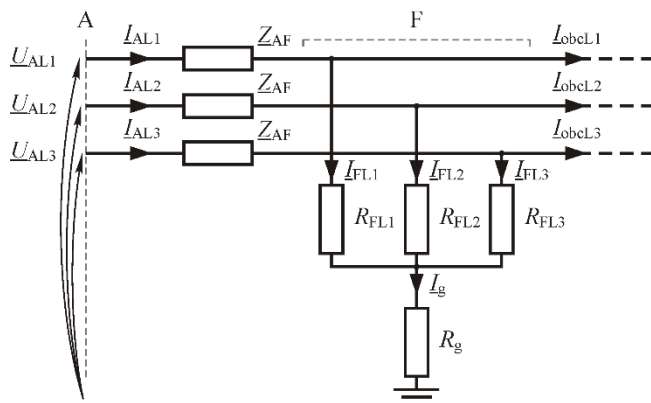 A F
I_AL1 Z_AF I_obcL1
U_AL1
I_AL2 Z_AF I_obcL2
U_AL2
I_AL3 Z_AF I_obcL3
U_AL3
I_FL1 I_FL2 I_FL3
R_FL1 R_FL2 R_FL3
I_g
R_g